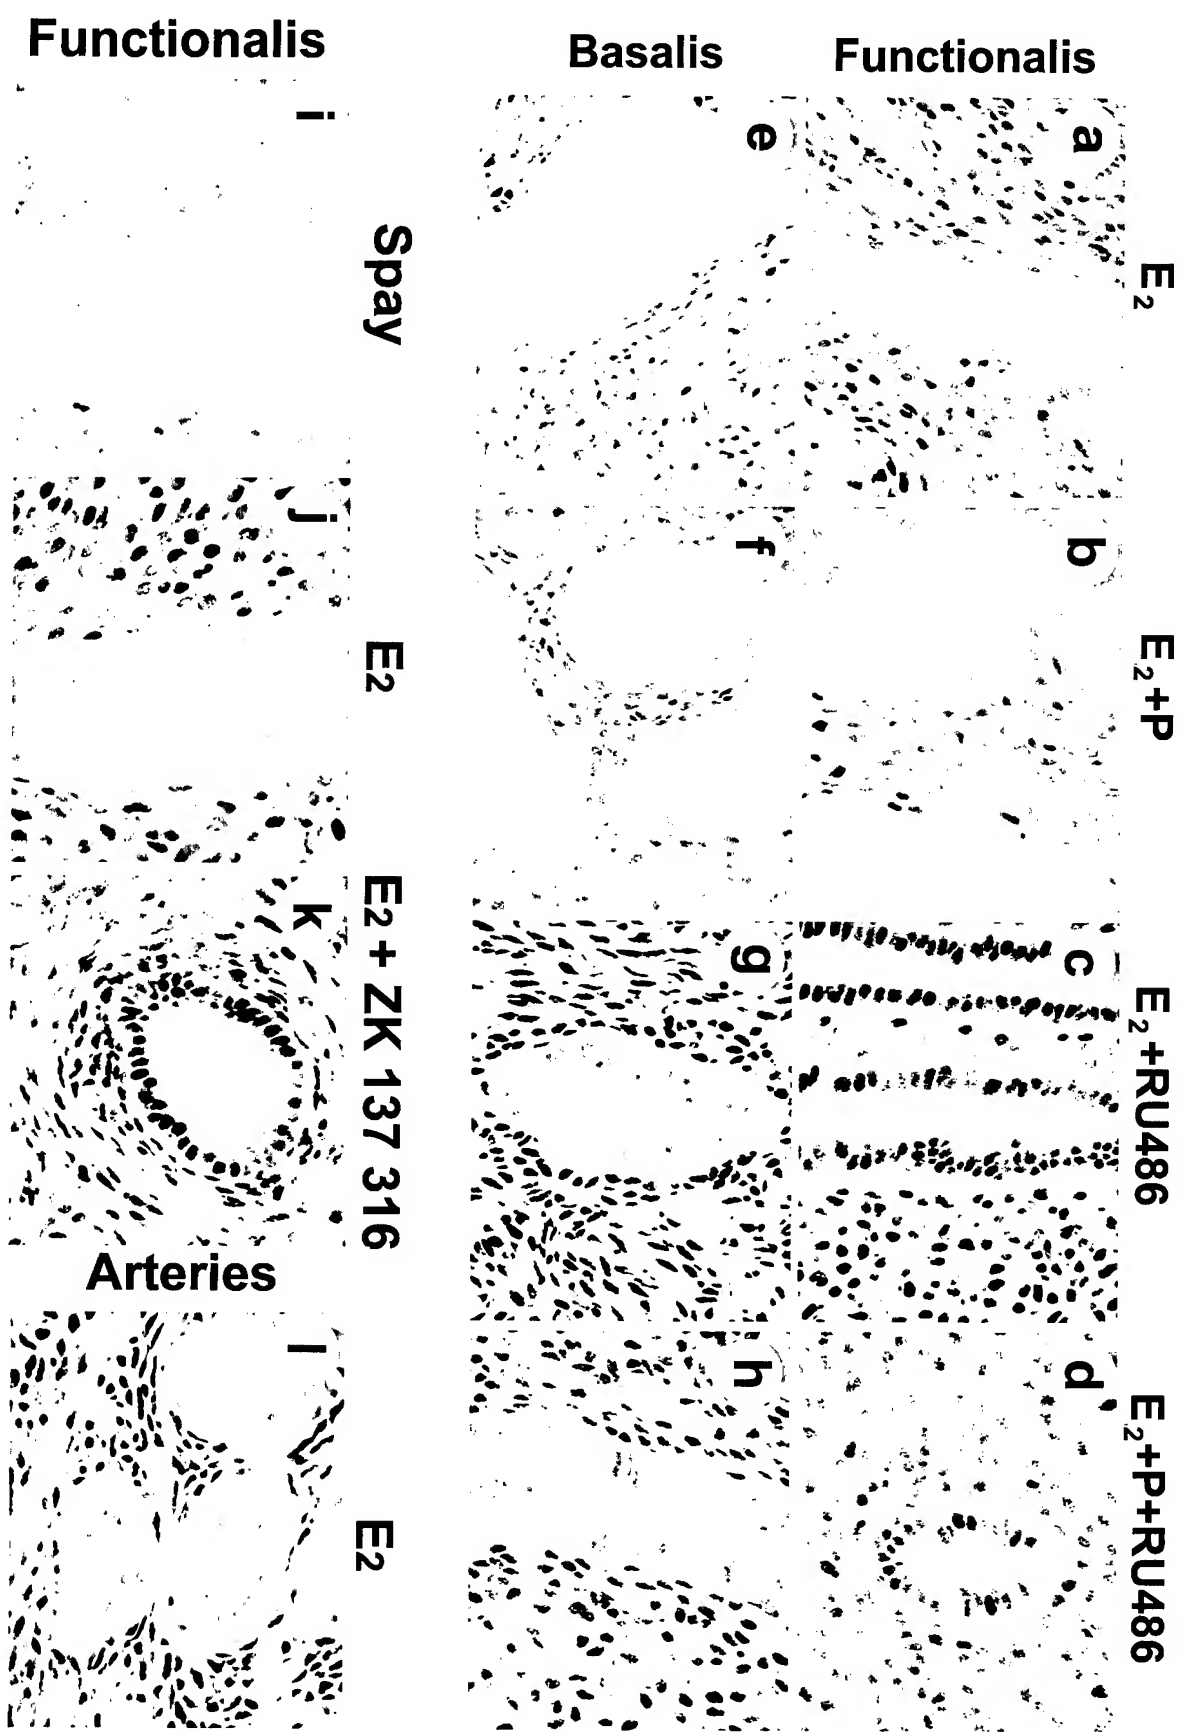 Functionalis
Basalis
Functionalis
a
E2
b
E2+P
c
E2+RU486
d
E2+P+RU486
e
f
g
h
i
Spay
j
E2
k
E2 + ZK 137 316
Arteries
l
E2